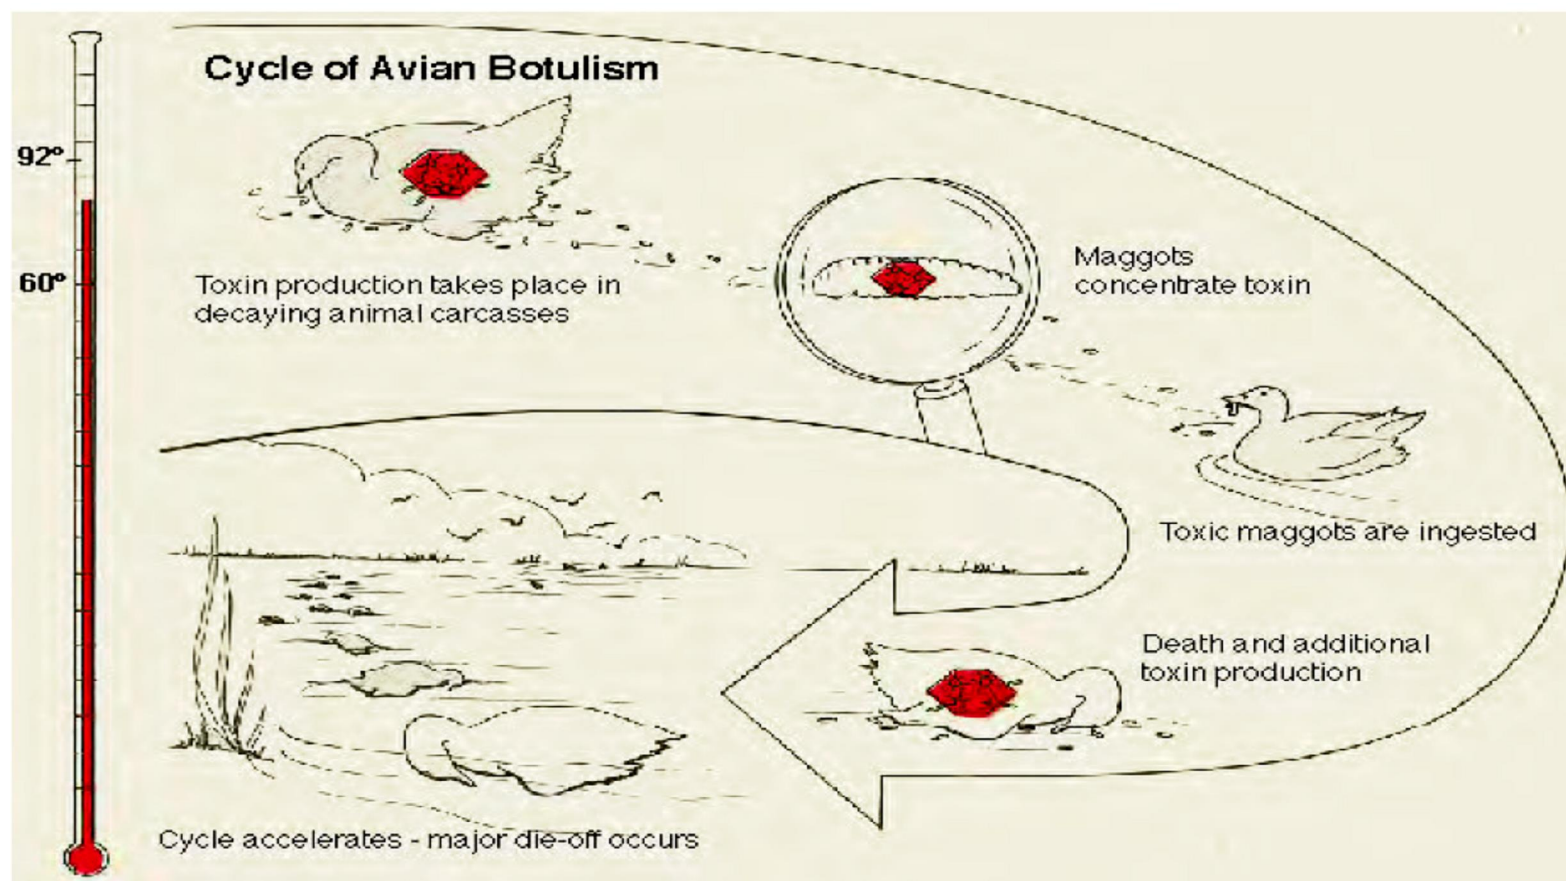 Cycle of Avian Botulism
92°
60°
Toxin production takes place in
decaying animal carcasses
Maggots
concentrate toxin
Toxic maggots are ingested
Death and additional
toxin production
Cycle accelerates - major die-off occurs